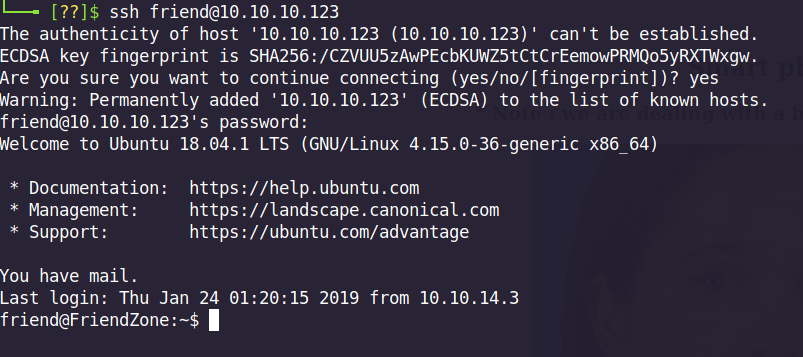 └──╼ [??]$ ssh friend@10.10.10.123
The authenticity of host '10.10.10.123 (10.10.10.123)' can't be established.
ECDSA key fingerprint is SHA256:/CZVUU5zAwPEcbKUWZ5tCtCrEemowPRMQo5yRXTWxgw.
Are you sure you want to continue connecting (yes/no/[fingerprint])? yes
Warning: Permanently added '10.10.10.123' (ECDSA) to the list of known hosts.
friend@10.10.10.123's password:
Welcome to Ubuntu 18.04.1 LTS (GNU/Linux 4.15.0-36-generic x86_64)

 * Documentation:  https://help.ubuntu.com
 * Management:     https://landscape.canonical.com
 * Support:        https://ubuntu.com/advantage

You have mail.
Last login: Thu Jan 24 01:20:15 2019 from 10.10.14.3
friend@FriendZone:~$